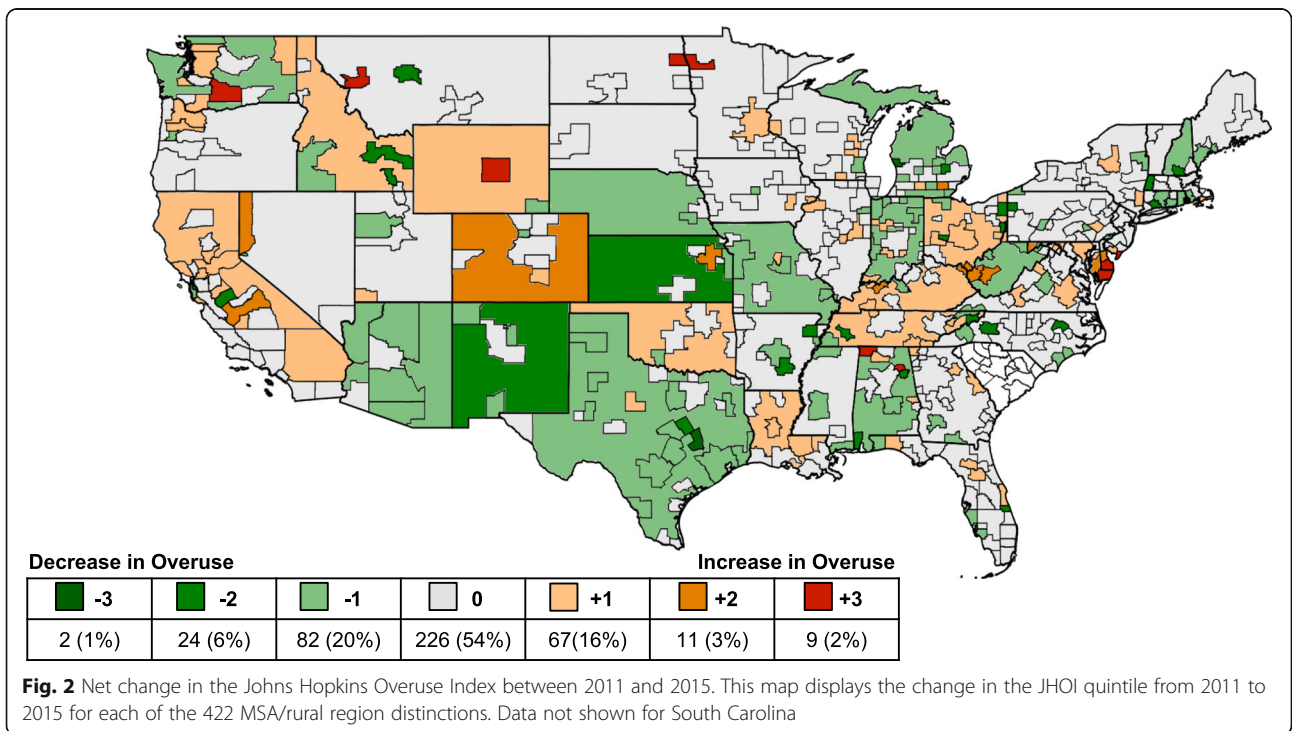 Decrease in Overuse Increase in Overuse
-3 -2 -1 0 +1 +2 +3
2 (1%) 24 (6%) 82 (20%) 226 (54%) 67(16%) 11 (3%) 9 (2%)
Fig. 2 Net change in the Johns Hopkins Overuse Index between 2011 and 2015. This map displays the change in the JHOI quintile from 2011 to
2015 for each of the 422 MSA/rural region distinctions. Data not shown for South Carolina